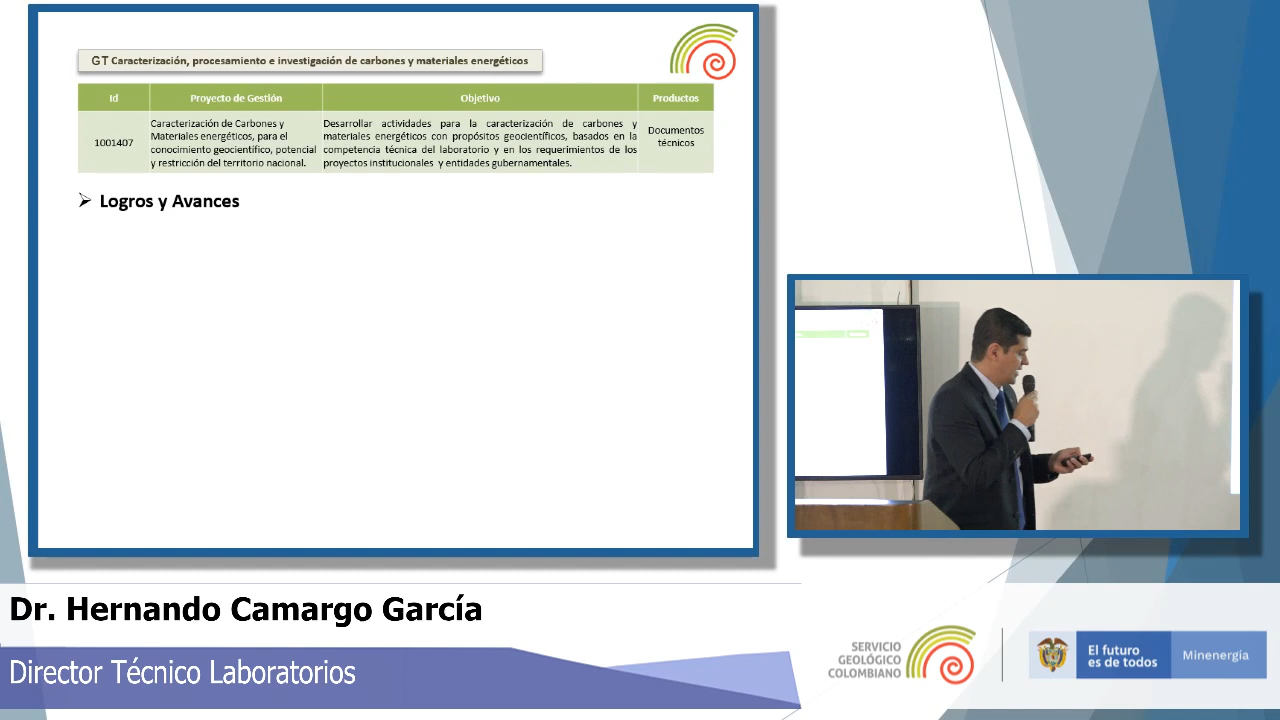 GT Caracterización, procesamiento e investigación de carbones y materiales energéticos
Id
Proyecto de Gestión
Objetivo
Productos
1001407
Caracterización de Carbones y
Materiales energéticos, para el
conocimiento geocientífico, potencial
y restricción del territorio nacional.
Desarrollar actividades para la caracterización de carbones y
materiales energéticos con propósitos geocientíficos, basados en la
competencia técnica del laboratorio y en los requerimientos de los
proyectos institucionales y entidades gubernamentales.
Documentos
técnicos
➢ Logros y Avances
Dr. Hernando Camargo García
Director Técnico Laboratorios
SERVICIO
GEOLÓGICO
COLOMBIANO
El futuro
es de todos
Minenergía